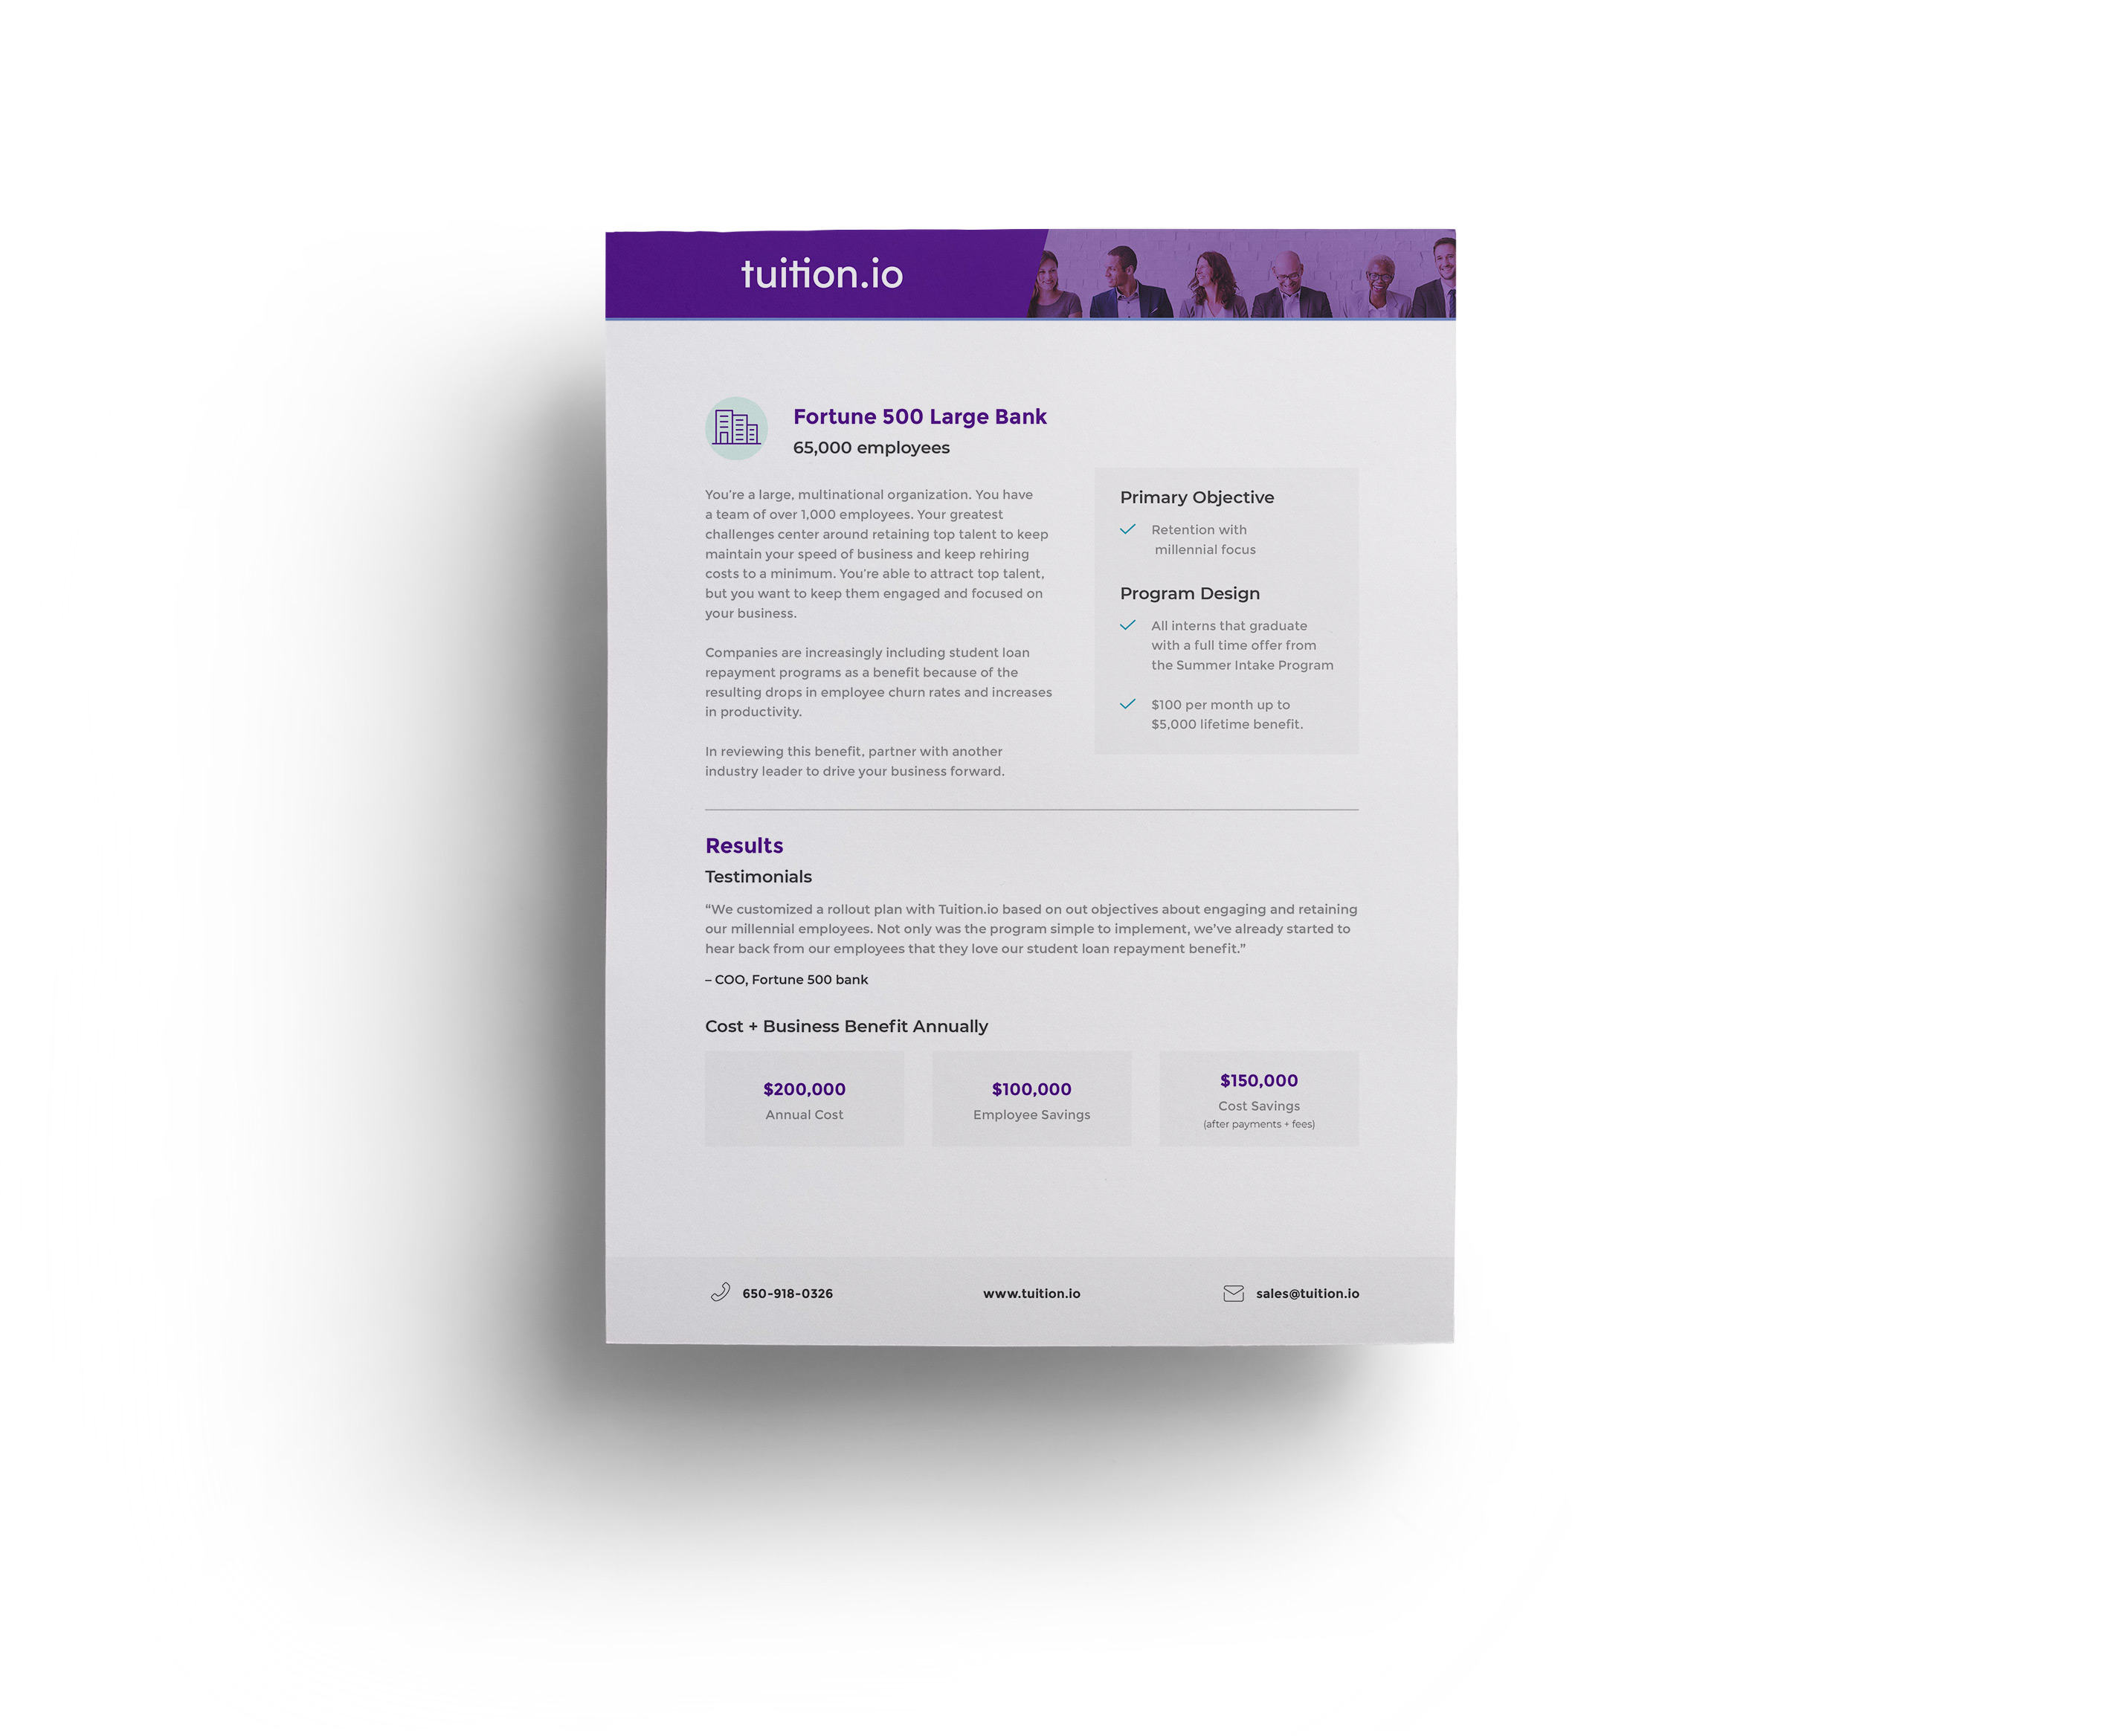 tuition.io
Fortune 500 Large Bank
65,000 employees
You're a large, multinational organization. You have
a team of over 1,000 employees. Your greatest
challenges center around retaining top talent to keep
maintain your speed of business and keep rehiring
costs to a minimum. You're able to attract top talent,
but you want to keep them engaged and focused on
your business.
Companies are increasingly including student loan
repayment programs as a benefit because of the
resulting drops in employee churn rates and increases
in productivity.
In reviewing this benefit, partner with another
industry leader to drive your business forward.
Primary Objective
Retention with
millennial focus
Program Design
All interns that graduate
with a full time offer from
the Summer Intake Program
$100 per month up to
$5,000 lifetime benefit.
Results
Testimonials
“We customized a rollout plan with Tuition.io based on out objectives about engaging and retaining
our millennial employees. Not only was the program simple to implement, we've already started to
hear back from our employees that they love our student loan repayment benefit.”
– COO, Fortune 500 bank
Cost + Business Benefit Annually
$200,000
Annual Cost
$100,000
Employee Savings
$150,000
Cost Savings
(after payments + fees)
650-918-0326
www.tuition.io
sales@tuition.io